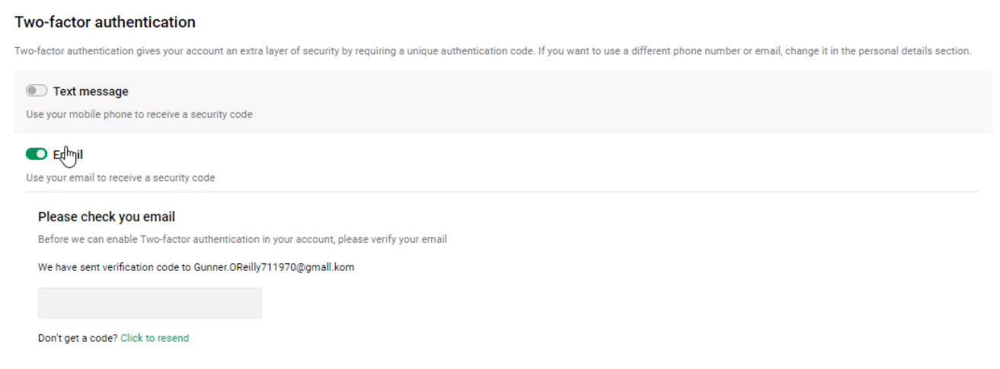 Two-factor authentication
Two-factor authentication gives your account an extra layer of security by requiring a unique authentication code. If you want to use a different phone number or email, change it in the personal details section.
Text message
Use your mobile phone to receive a security code
Email
Use your email to receive a security code
Please check you email
Before we can enable Two-factor authentication in your account, please verify your email
We have sent verification code to Gunner.OReilly711970@gmall.kom
Don't get a code? Click to resend